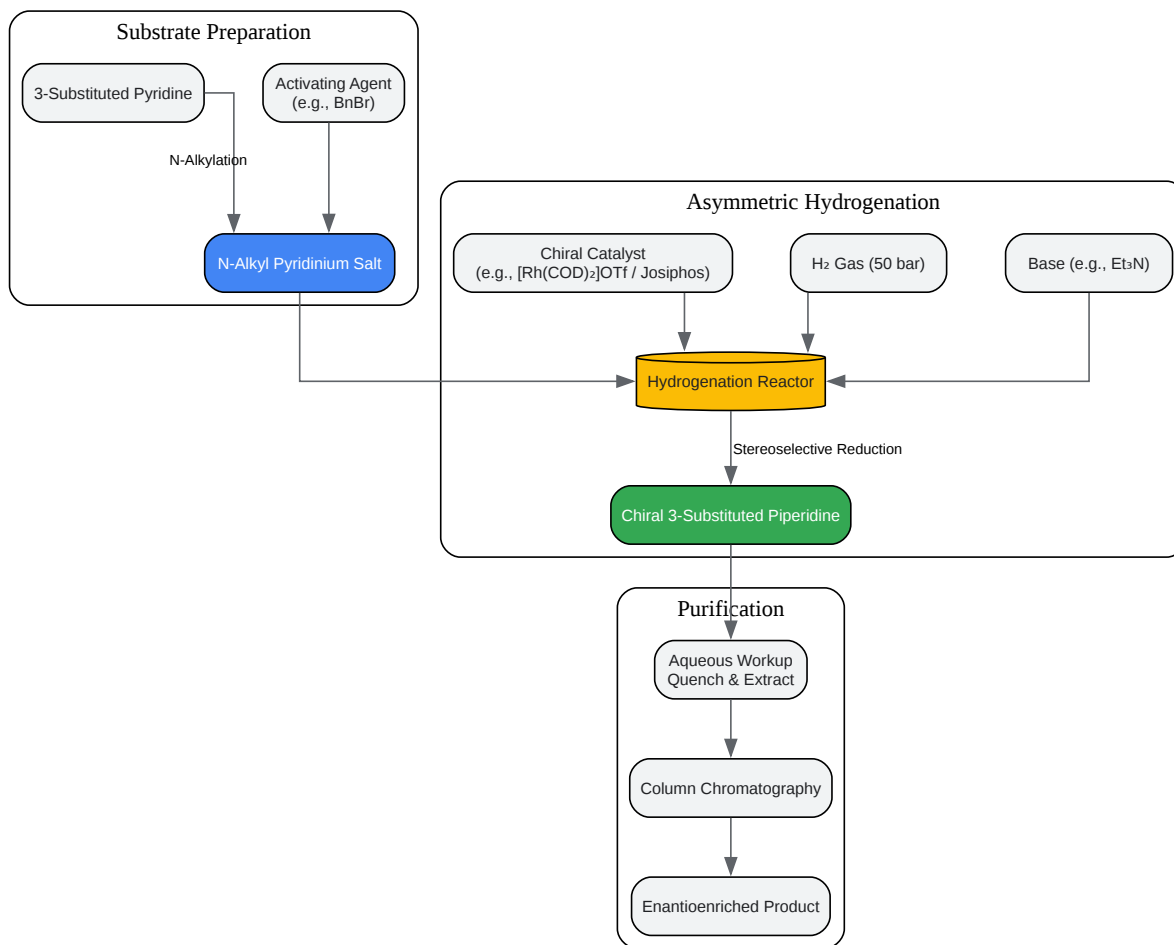 Substrate Preparation
3-Substituted Pyridine
Activating Agent
(e.g., BnBr)
N-Alkylation
N-Alkyl Pyridinium Salt
Asymmetric Hydrogenation
Chiral Catalyst
(e.g., [Rh(COD)₂]OTf / Josiphos)
H₂ Gas (50 bar)
Base (e.g., Et₃N)
Hydrogenation Reactor
Stereoselective Reduction
Chiral 3-Substituted Piperidine
Purification
Aqueous Workup
Quench & Extract
Column Chromatography
Enantioenriched Product